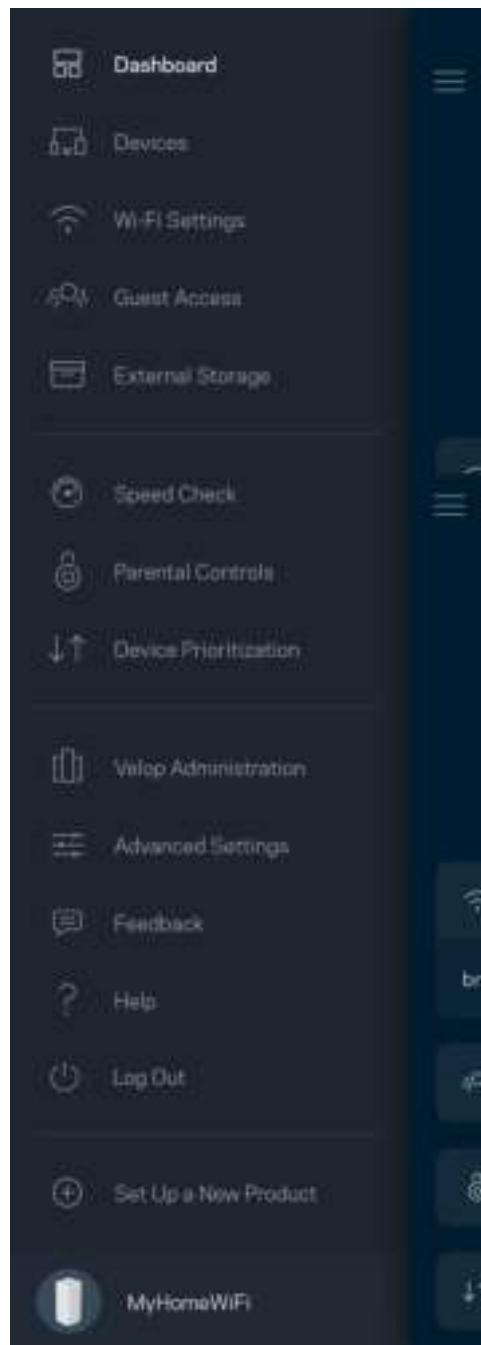 Dashboard
Devices
Wi-Fi Settings
Guest Access
External Storage
Speed Check
Parental Controls
Device Prioritization
Velop Administration
Advanced Settings
Feedback
br
Help
Log Out
Set Up a New Product
MyHomeWiFi